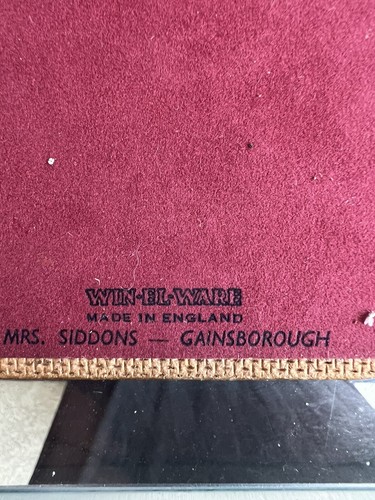 WIN-EL-WARE
MADE IN ENGLAND
MRS. SIDDONS — GAINSBOROUGH